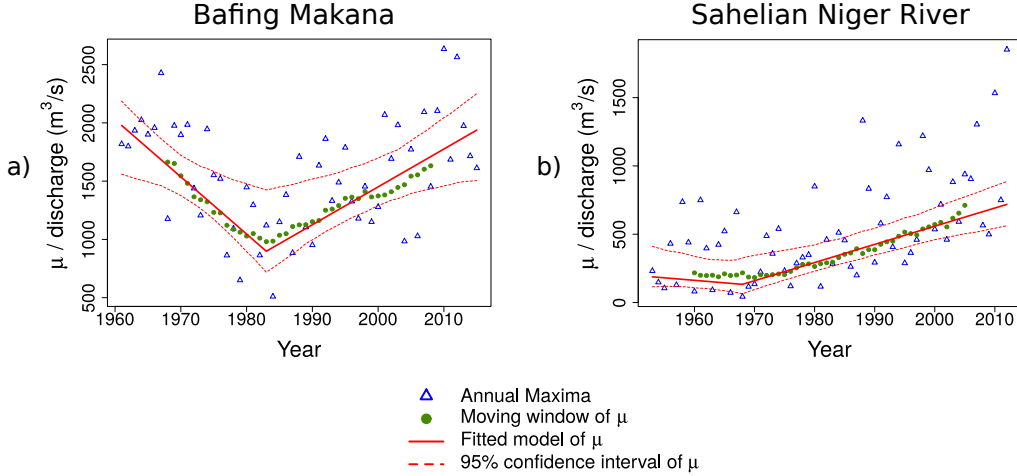 Bafing Makana
Sahelian Niger River
a)
μ / discharge (m³/s)
2500
2000
1500
1000
500
1960 1970 1980 1990 2000 2010
Year
b)
μ / discharge (m³/s)
1500
1000
500
0
1960 1970 1980 1990 2000 2010
Year
Annual Maxima
Moving window of μ
Fitted model of μ
95% confidence interval of μ